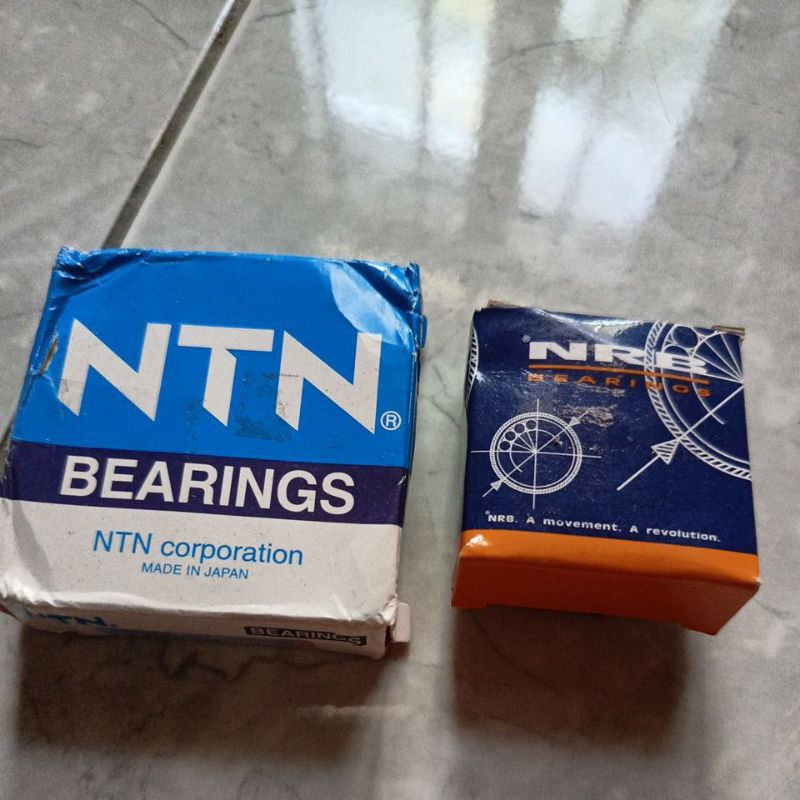 NTN®
BEARINGS
NTN corporation
MADE IN JAPAN
NTN®
BEARINGS
®NRB
BEARINGS
®NRB. A movement. A revolution.